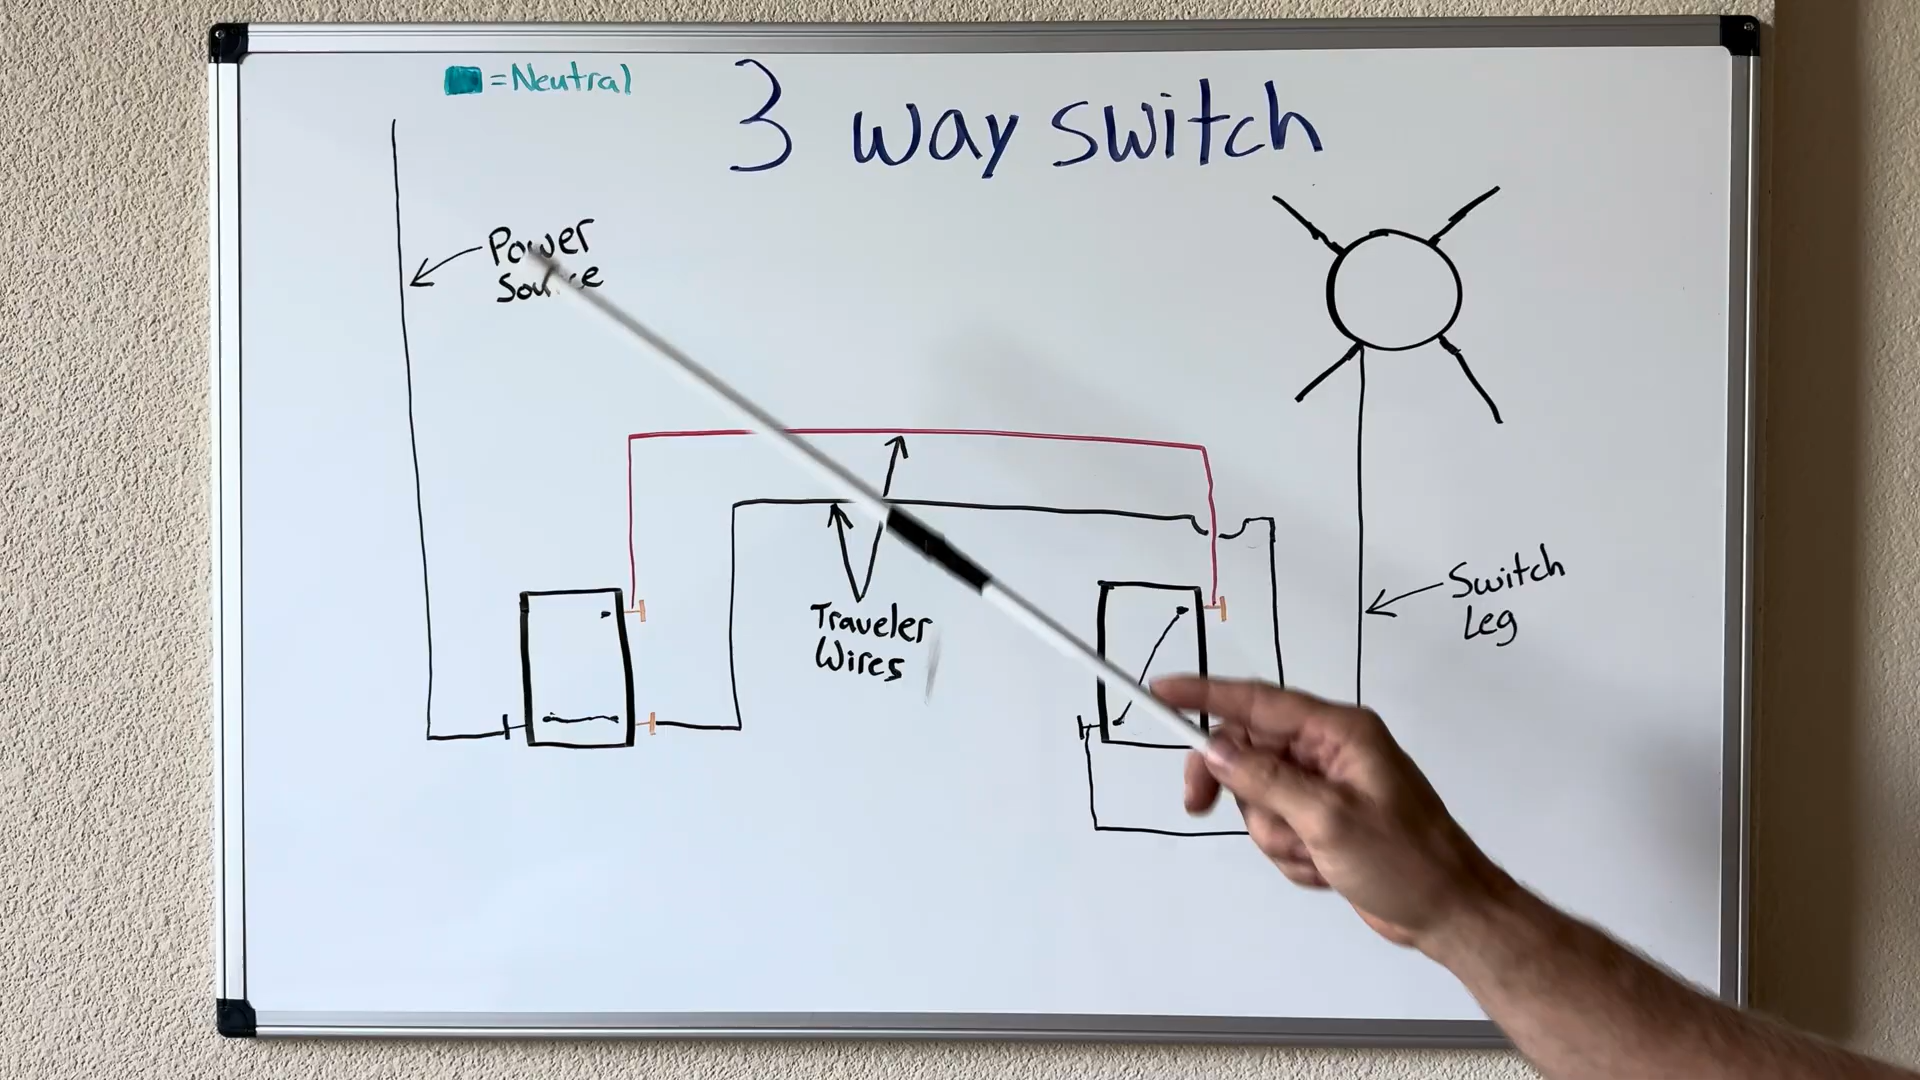 = Neutral
3 way switch
Power
Source
Traveler
Wires
Switch
Leg